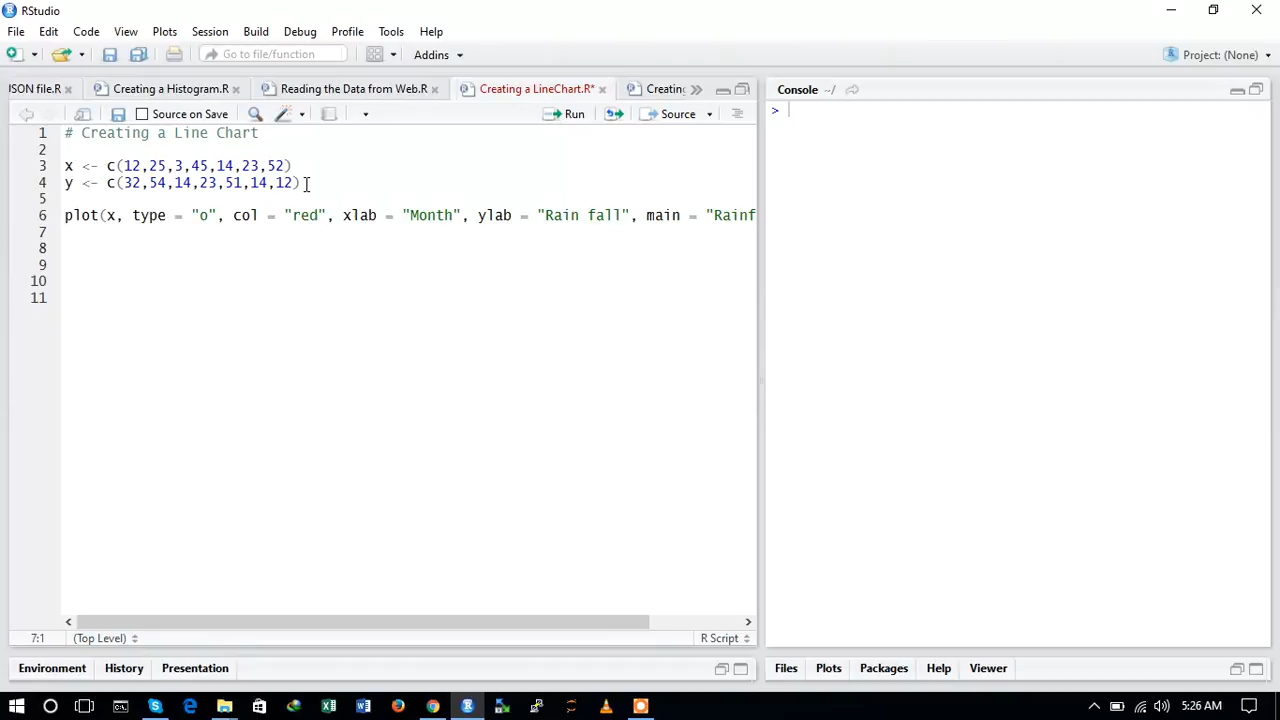 RStudio
File Edit Code View Plots Session Build Debug Profile Tools Help
Go to file/function Addins Project: (None)
JSON file.R Creating a Histogram.R Reading the Data from Web.R Creating a LineChart.R* Creating
Source on Save Run Source
1 # Creating a Line Chart
2
3 x <- c(12,25,3,45,14,23,52)
4 y <- c(32,54,14,23,51,14,12)
5
6 plot(x, type = "o", col = "red", xlab = "Month", ylab = "Rain fall", main = "Rainf
7
8
9
10
11
7:1 (Top Level) R Script
Environment History Presentation
Console ~/
>
Files Plots Packages Help Viewer
5:26 AM